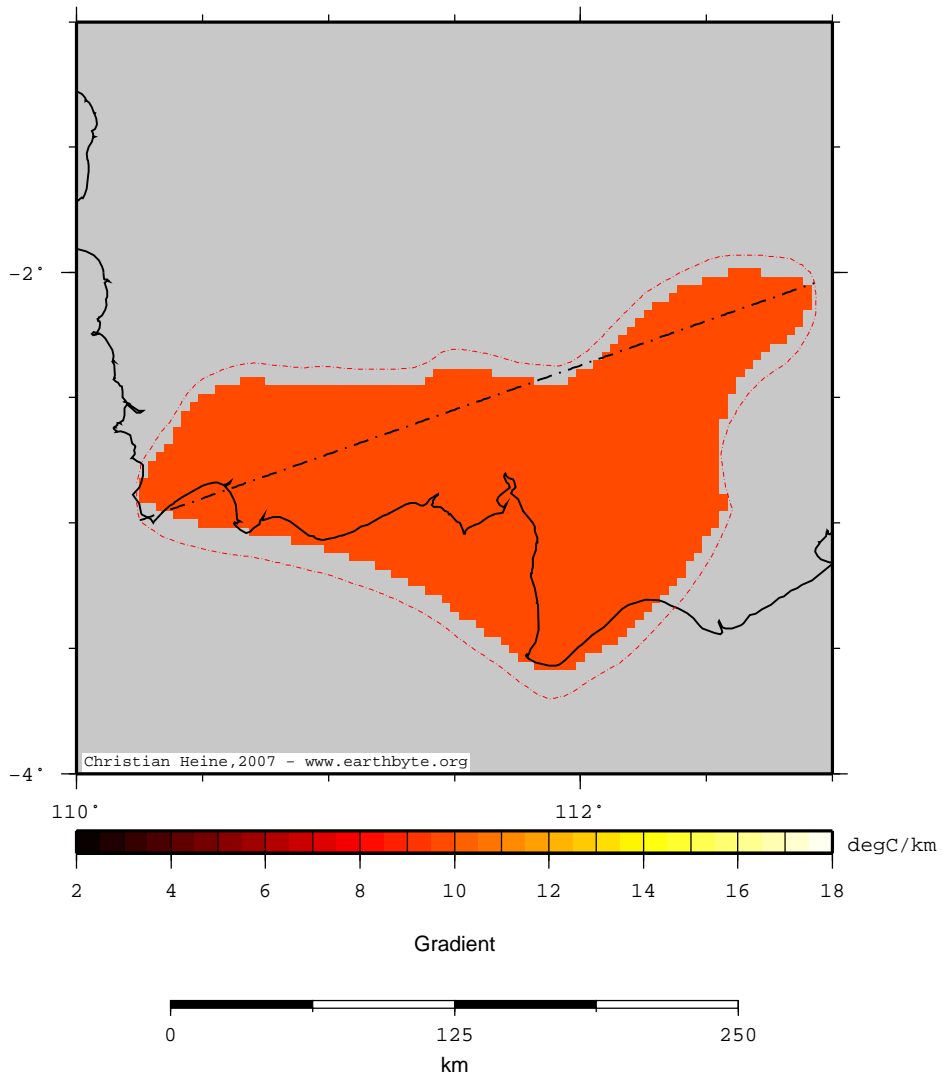 -2°
-4°
Christian Heine,2007 - www.earthbyte.org
110° 112°
degC/km
2 4 6 8 10 12 14 16 18
Gradient
0 125 250
km